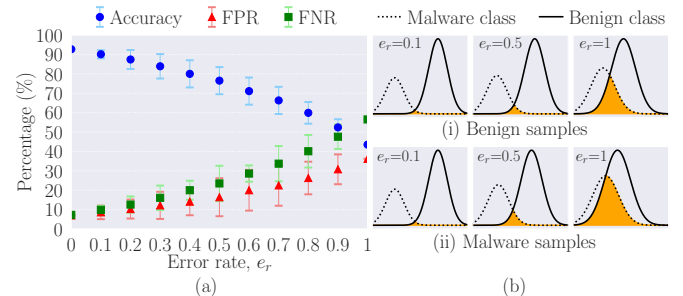 Accuracy FPR FNR
Percentage (%)
100
90
80
70
60
50
40
30
20
10
0
0 0.1 0.2 0.3 0.4 0.5 0.6 0.7 0.8 0.9 1
Error rate, e_r
(a)
Malware class Benign class
e_r=0.1 e_r=0.5 e_r=1
(i) Benign samples
e_r=0.1 e_r=0.5 e_r=1
(ii) Malware samples
(b)